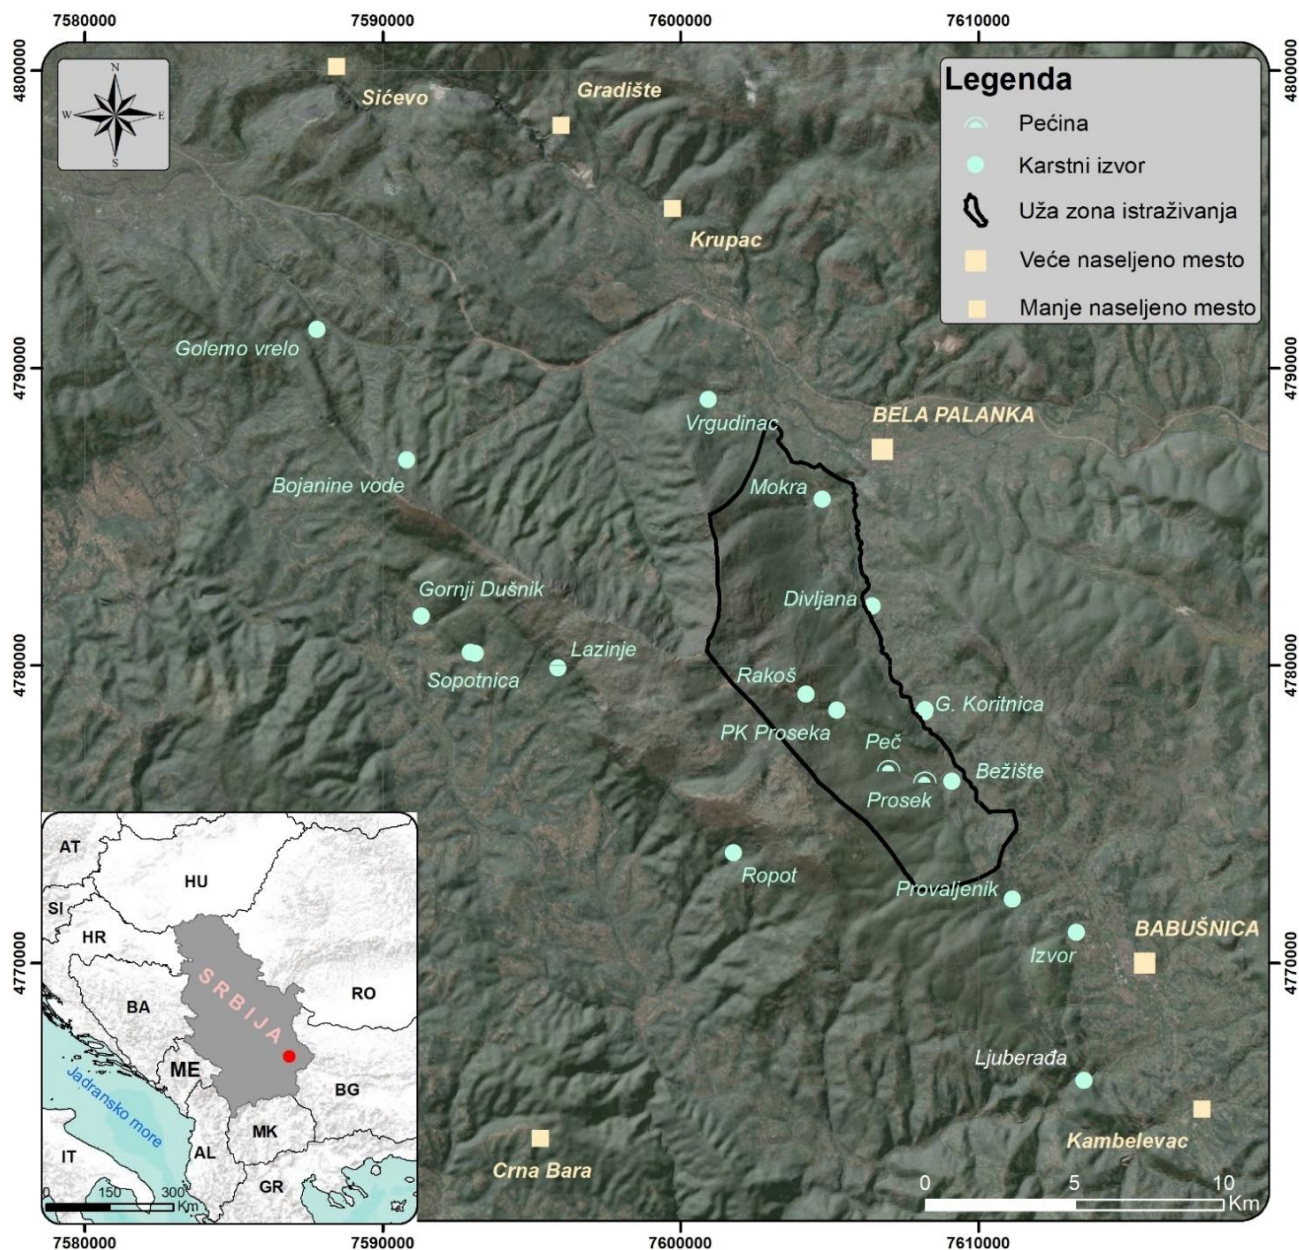 7580000 7590000 7600000 7610000
4800000
4790000
4780000
4770000
4800000
4790000
4780000
4770000
N
W E
S
Legenda
Pećina
Karstni izvor
Uža zona istraživanja
Veće naseljeno mesto
Manje naseljeno mesto
Sićevo
Gradište
Krupac
Golemo vrelo
Vrgudinac
BELA PALANKA
Bojanine vode
Mokra
Gornji Dušnik
Divljana
Sopotnica
Lazinje
Rakoš
G. Koritnica
PK Proseka
Peč
Bežište
Prosek
Ropot
Provaljenik
BABUŠNICA
Izvor
Ljuberađa
Kambelevac
Crna Bara
AT
HU
SI
HR
SRBIJA
RO
BA
ME
BG
Jadransko more
MK
AL
IT
GR
0 150 300
Km
0 5 10
Km
7580000 7590000 7600000 7610000